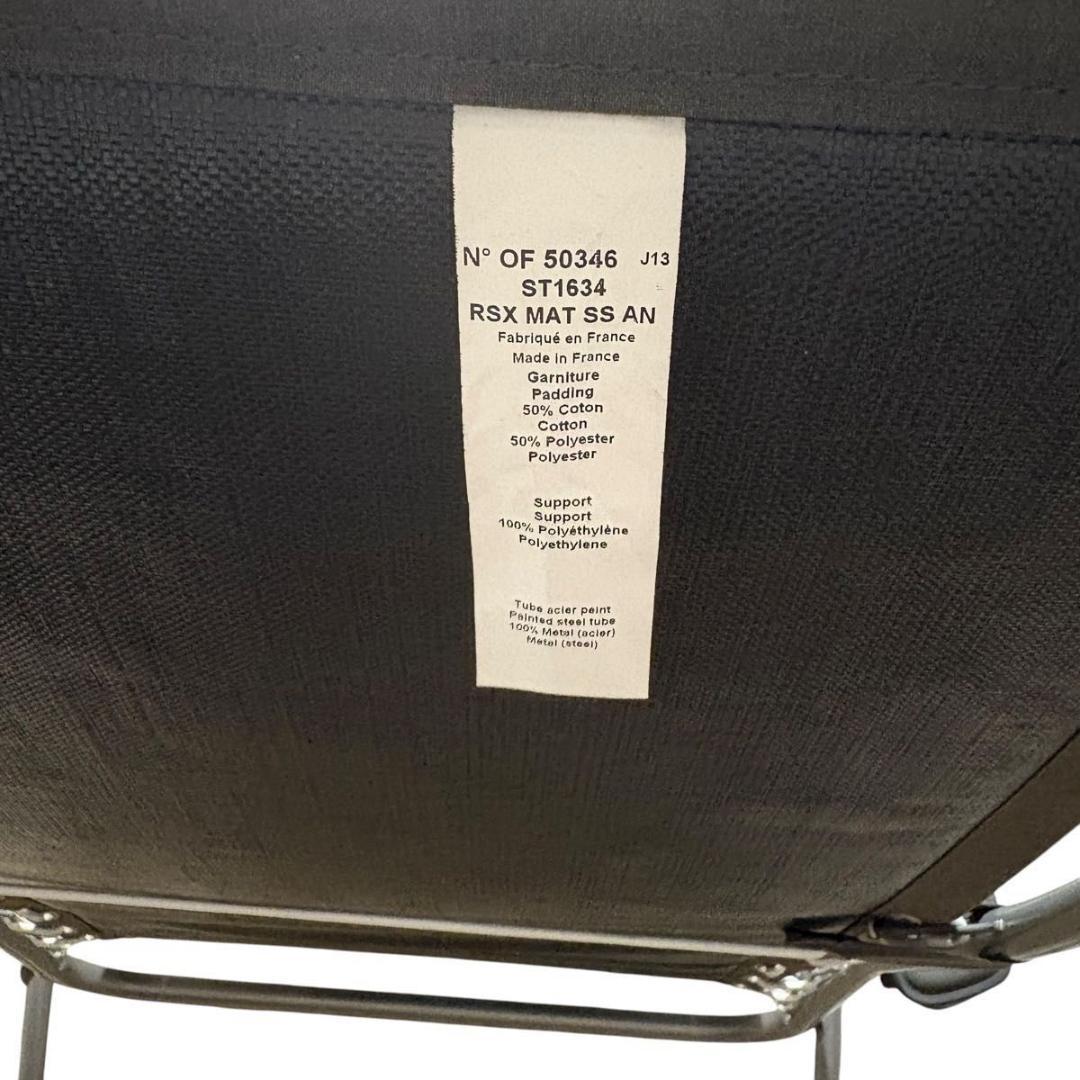 N° OF 50346 J13
ST1634
RSX MAT SS AN
Fabriqué en France
Made in France
Garniture
Padding
50% Coton
Cotton
50% Polyester
Polyester
Support
Support
100% Polyéthylène
Polyethylene
Tube acier peint
Painted steel tube
100% Métal (acier)
Metal (steel)